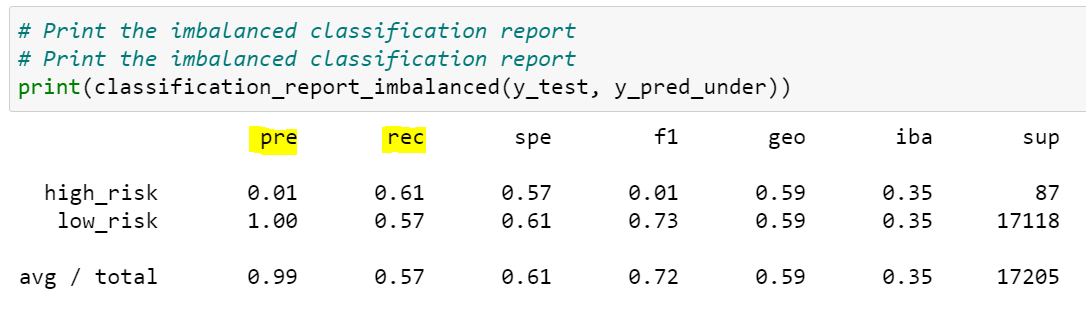 # Print the imbalanced classification report
# Print the imbalanced classification report
print(classification_report_imbalanced(y_test, y_pred_under))
pre rec spe f1 geo iba sup
high_risk 0.01 0.61 0.57 0.01 0.59 0.35 87
low_risk 1.00 0.57 0.61 0.73 0.59 0.35 17118
avg / total 0.99 0.57 0.61 0.72 0.59 0.35 17205